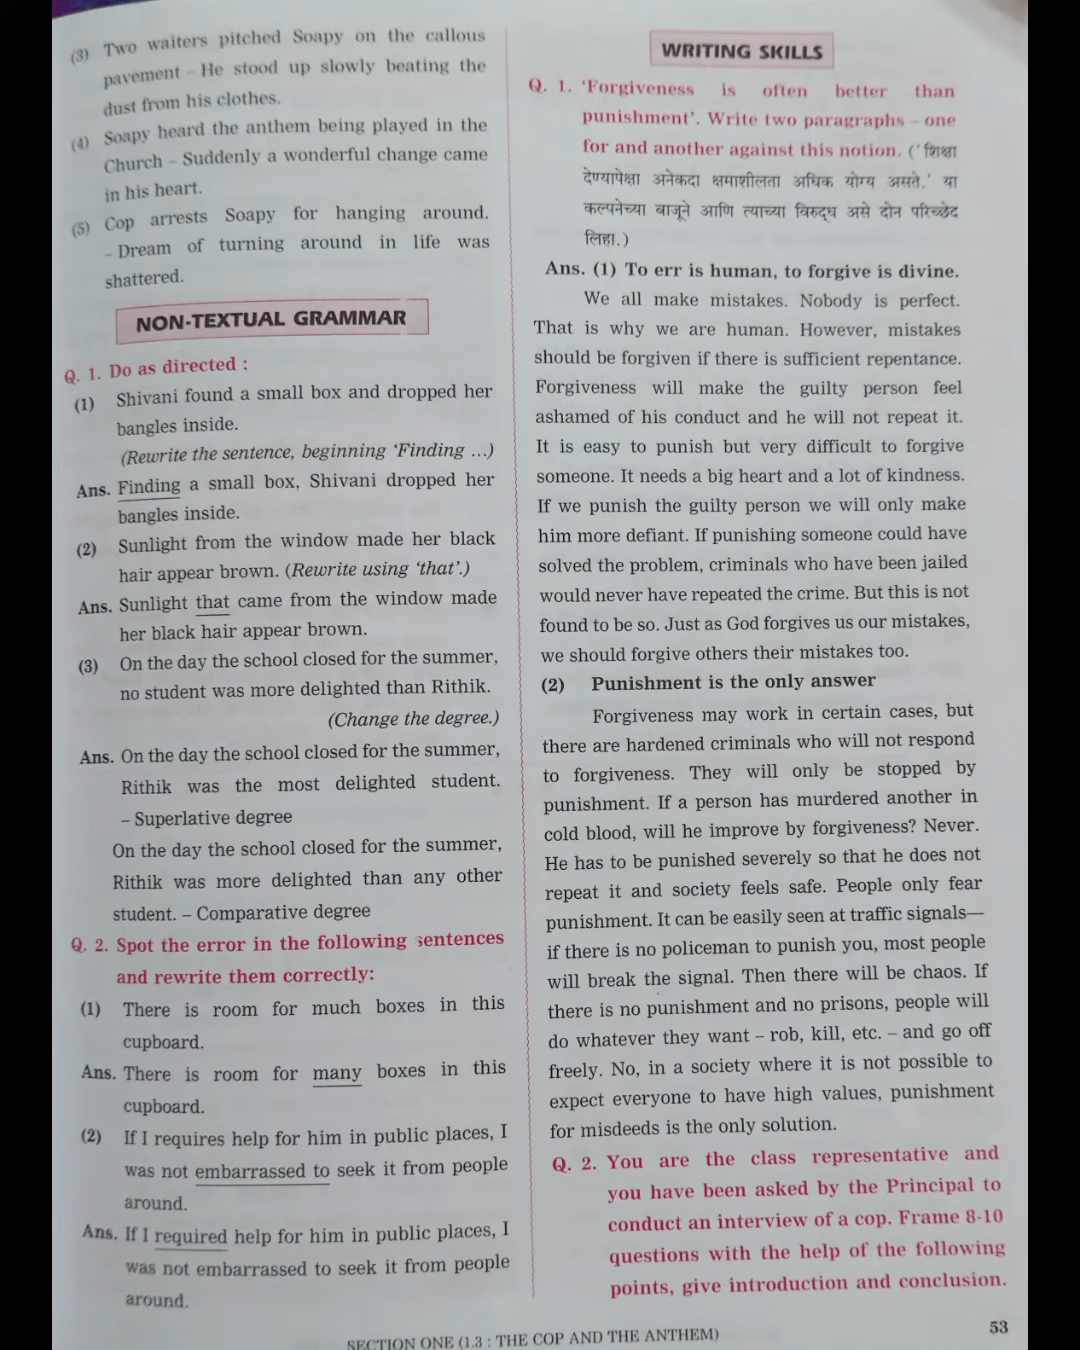 (3) Two waiters pitched Soapy on the callous
pavement – He stood up slowly beating the
dust from his clothes.
(4) Soapy heard the anthem being played in the
Church – Suddenly a wonderful change came
in his heart.
(5) Cop arrests Soapy for hanging around.
– Dream of turning around in life was
shattered.
NON-TEXTUAL GRAMMAR
Q. 1. Do as directed :
(1) Shivani found a small box and dropped her
bangles inside.
(Rewrite the sentence, beginning ‘Finding ...)
Ans. Finding a small box, Shivani dropped her
bangles inside.
(2) Sunlight from the window made her black
hair appear brown. (Rewrite using ‘that’.)
Ans. Sunlight that came from the window made
her black hair appear brown.
(3) On the day the school closed for the summer,
no student was more delighted than Rithik.
(Change the degree.)
Ans. On the day the school closed for the summer,
Rithik was the most delighted student.
– Superlative degree
On the day the school closed for the summer,
Rithik was more delighted than any other
student. – Comparative degree
Q. 2. Spot the error in the following sentences
and rewrite them correctly:
(1) There is room for much boxes in this
cupboard.
Ans. There is room for many boxes in this
cupboard.
(2) If I requires help for him in public places, I
was not embarrassed to seek it from people
around.
Ans. If I required help for him in public places, I
was not embarrassed to seek it from people
around.
WRITING SKILLS
Q. 1. ‘Forgiveness is often better than
punishment’. Write two paragraphs – one
for and another against this notion. (‘शिक्षा
देण्यापेक्षा अनेकदा क्षमाशीलता अधिक योग्य असते.’ या
कल्पनेच्या बाजूने आणि त्याच्या विरुद्ध असे दोन परिच्छेद
लिहा.)
Ans. (1) To err is human, to forgive is divine.
We all make mistakes. Nobody is perfect.
That is why we are human. However, mistakes
should be forgiven if there is sufficient repentance.
Forgiveness will make the guilty person feel
ashamed of his conduct and he will not repeat it.
It is easy to punish but very difficult to forgive
someone. It needs a big heart and a lot of kindness.
If we punish the guilty person we will only make
him more defiant. If punishing someone could have
solved the problem, criminals who have been jailed
would never have repeated the crime. But this is not
found to be so. Just as God forgives us our mistakes,
we should forgive others their mistakes too.
(2) Punishment is the only answer
Forgiveness may work in certain cases, but
there are hardened criminals who will not respond
to forgiveness. They will only be stopped by
punishment. If a person has murdered another in
cold blood, will he improve by forgiveness? Never.
He has to be punished severely so that he does not
repeat it and society feels safe. People only fear
punishment. It can be easily seen at traffic signals—
if there is no policeman to punish you, most people
will break the signal. Then there will be chaos. If
there is no punishment and no prisons, people will
do whatever they want – rob, kill, etc. – and go off
freely. No, in a society where it is not possible to
expect everyone to have high values, punishment
for misdeeds is the only solution.
Q. 2. You are the class representative and
you have been asked by the Principal to
conduct an interview of a cop. Frame 8-10
questions with the help of the following
points, give introduction and conclusion.
SECTION ONE (1.3 : THE COP AND THE ANTHEM)
53